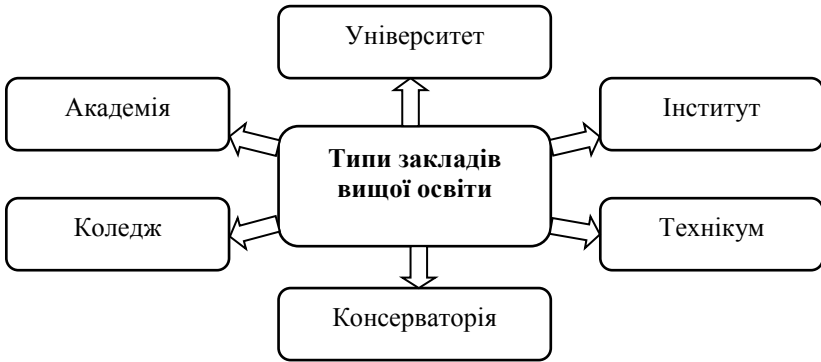 Університет
Академія
Інститут
Типи закладів
вищої освіти
Коледж
Технікум
Консерваторія